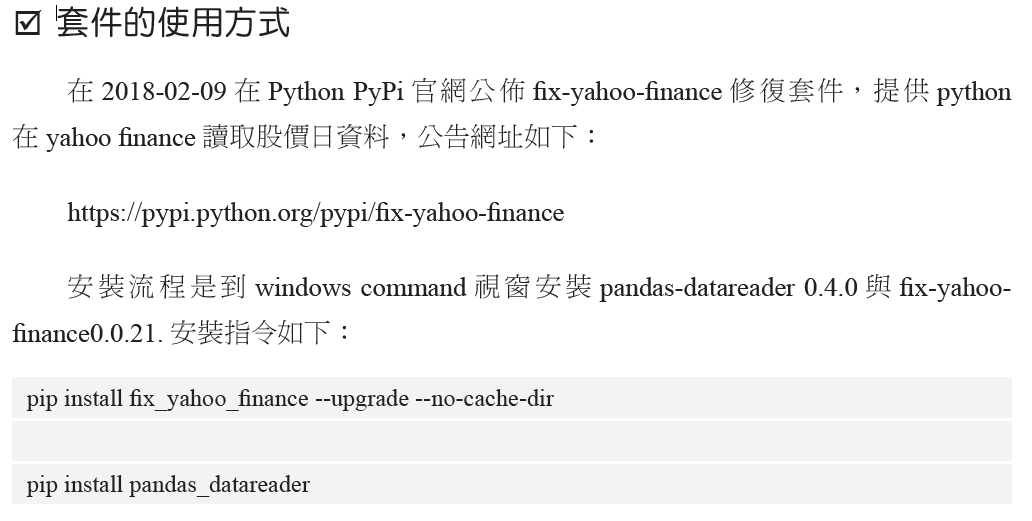 ☑ 套件的使用方式
在 2018-02-09 在 Python PyPi 官網公佈 fix-yahoo-finance 修復套件，提供 python
在 yahoo finance 讀取股價日資料，公告網址如下：
https://pypi.python.org/pypi/fix-yahoo-finance
安裝流程是到 windows command 視窗安裝 pandas-datareader 0.4.0 與 fix-yahoo-
finance0.0.21. 安裝指令如下：
pip install fix_yahoo_finance --upgrade --no-cache-dir
pip install pandas_datareader